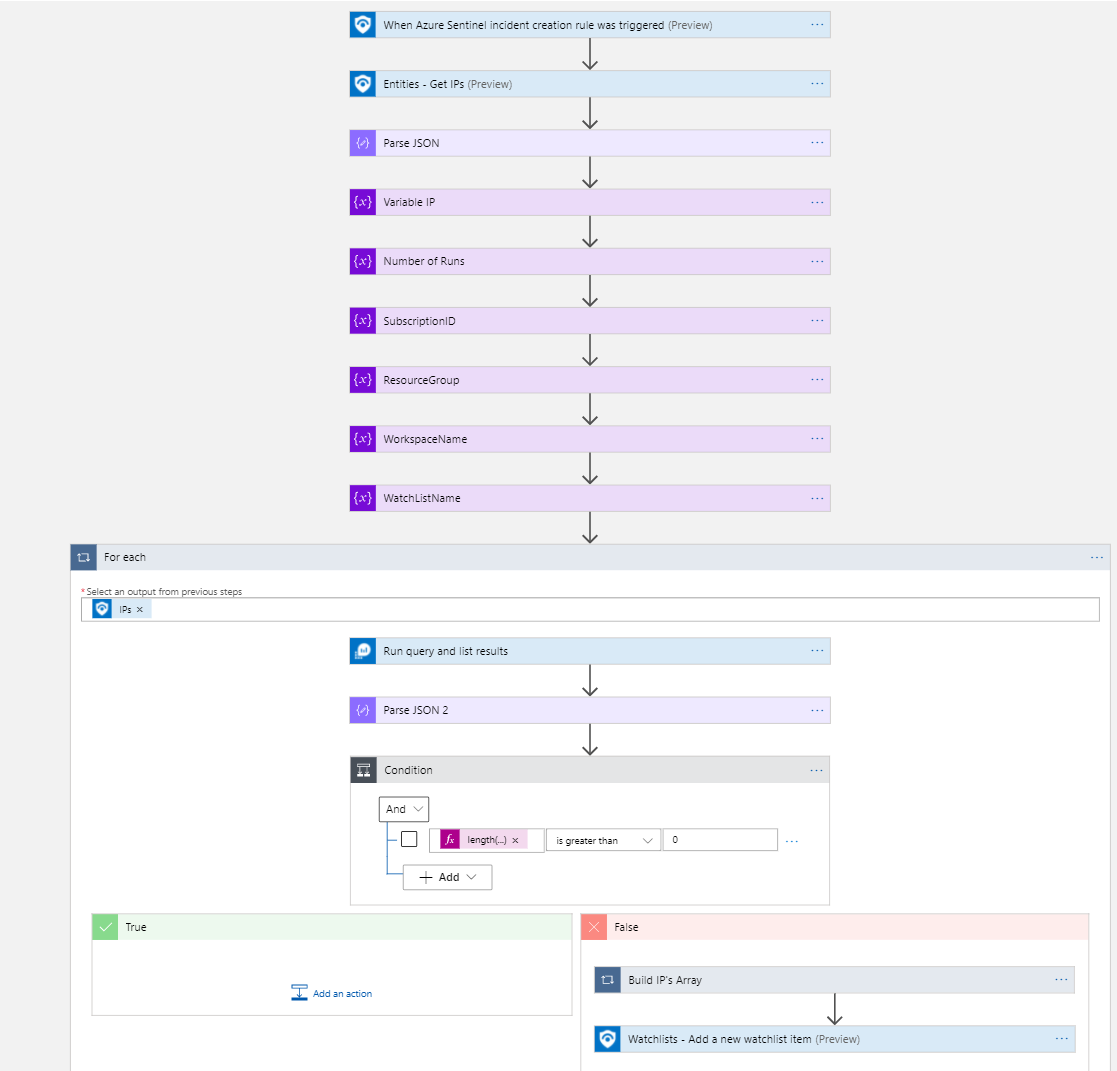 When Azure Sentinel incident creation rule was triggered (Preview)
Entities - Get IPs (Preview)
Parse JSON
Variable IP
Number of Runs
SubscriptionID
ResourceGroup
WorkspaceName
WatchListName
For each
* Select an output from previous steps
IPs ×
Run query and list results
Parse JSON 2
Condition
And
fx length(...) × is greater than 0
+ Add
True
False
Build IP's Array
Add an action
Watchlists - Add a new watchlist item (Preview)